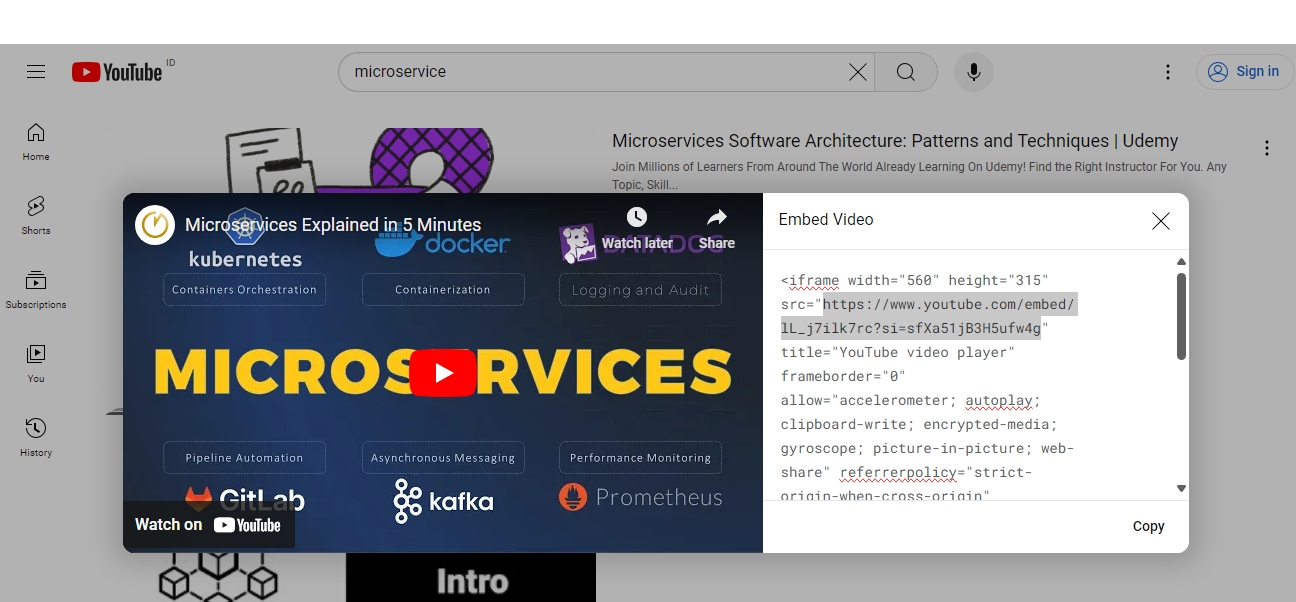 YouTube ID
microservice
Sign in
Home
Shorts
Subscriptions
You
History
Microservices Software Architecture: Patterns and Techniques | Udemy
Join Millions of Learners From Around The World Already Learning On Udemy! Find the Right Instructor For You. Any
Topic, Skill...
Microservices Explained in 5 Minutes
Watch later
Share
kubernetes
docker
DATADOG
Containers Orchestration
Containerization
Logging and Audit
MICROSERVICES
Pipeline Automation
Asynchronous Messaging
Performance Monitoring
GitLab
kafka
Prometheus
Watch on YouTube
Embed Video
<iframe width="560" height="315"
src="https://www.youtube.com/embed/
lL_j7ilk7rc?si=sfXa51jB3H5ufw4g"
title="YouTube video player"
frameborder="0"
allow="accelerometer; autoplay;
clipboard-write; encrypted-media;
gyroscope; picture-in-picture; web-
share" referrerpolicy="strict-
origin-when-cross-origin"
Copy
Intro